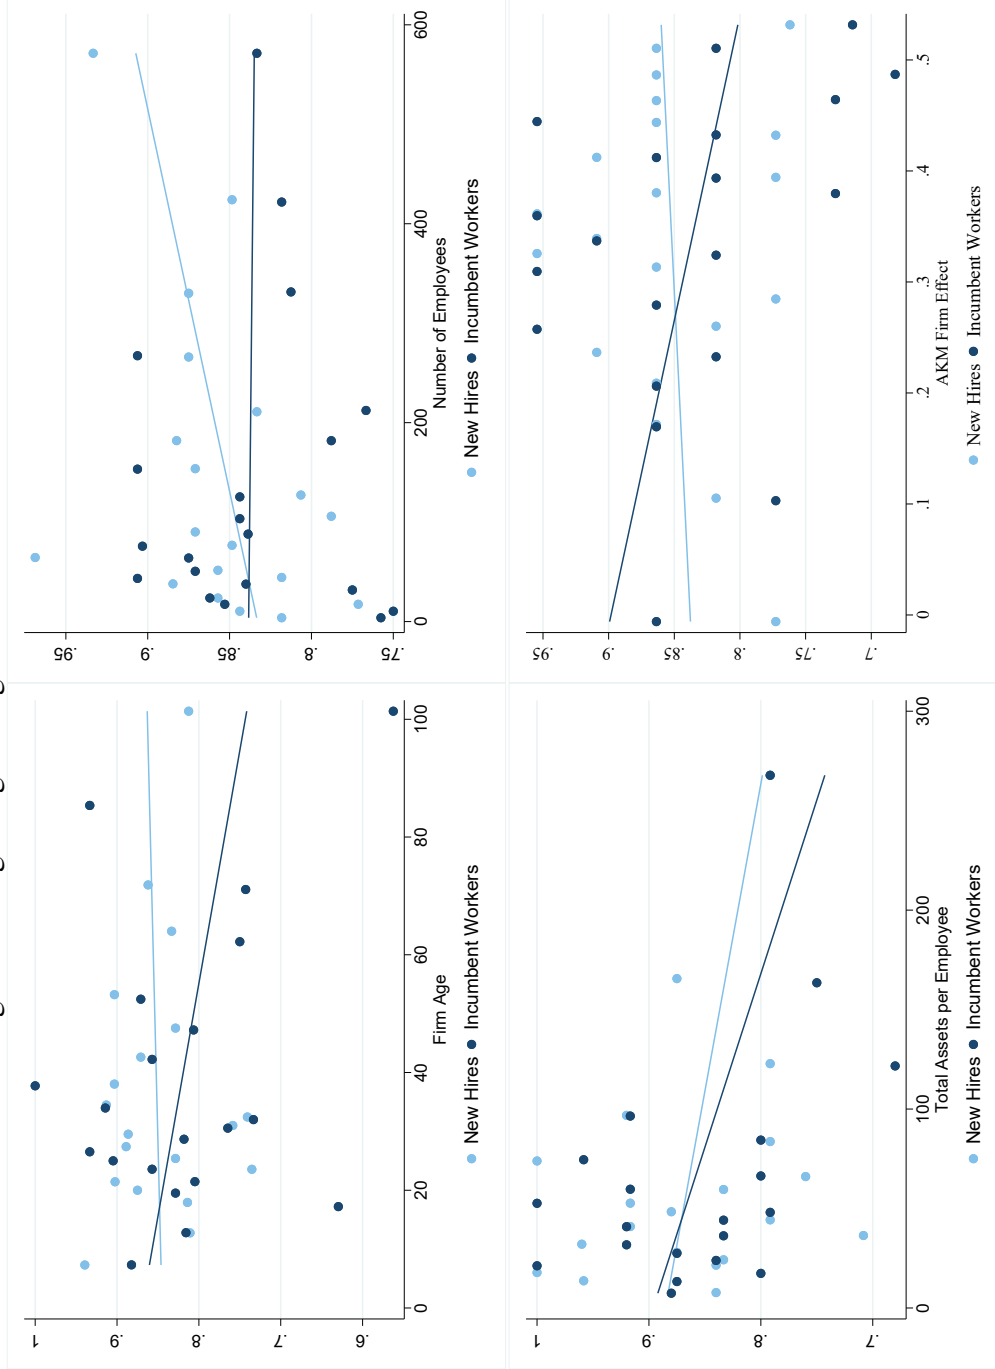 1
.9
.8
.7
.6
0 20 40 60 80 100
Firm Age
New Hires Incumbent Workers
.95
.9
.85
.8
.75
0 200 400 600
Number of Employees
New Hires Incumbent Workers
1
.9
.8
.7
0 100 200 300
Total Assets per Employee
New Hires Incumbent Workers
.95
.9
.85
.8
.75
.7
0 .1 .2 .3 .4 .5
AKM Firm Effect
New Hires Incumbent Workers